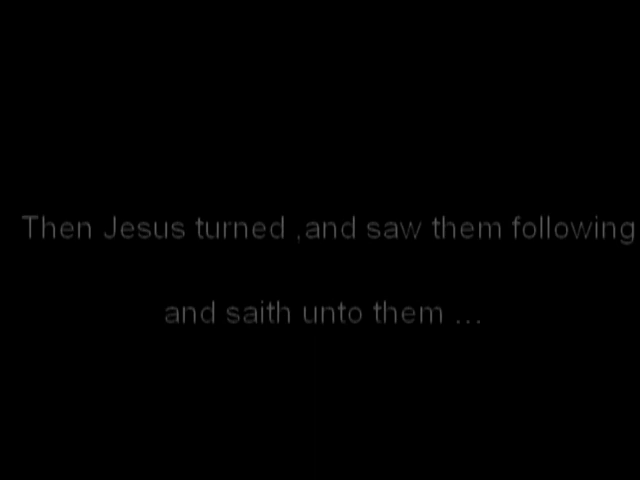 Then Jesus turned ,and saw them following
and saith unto them ...